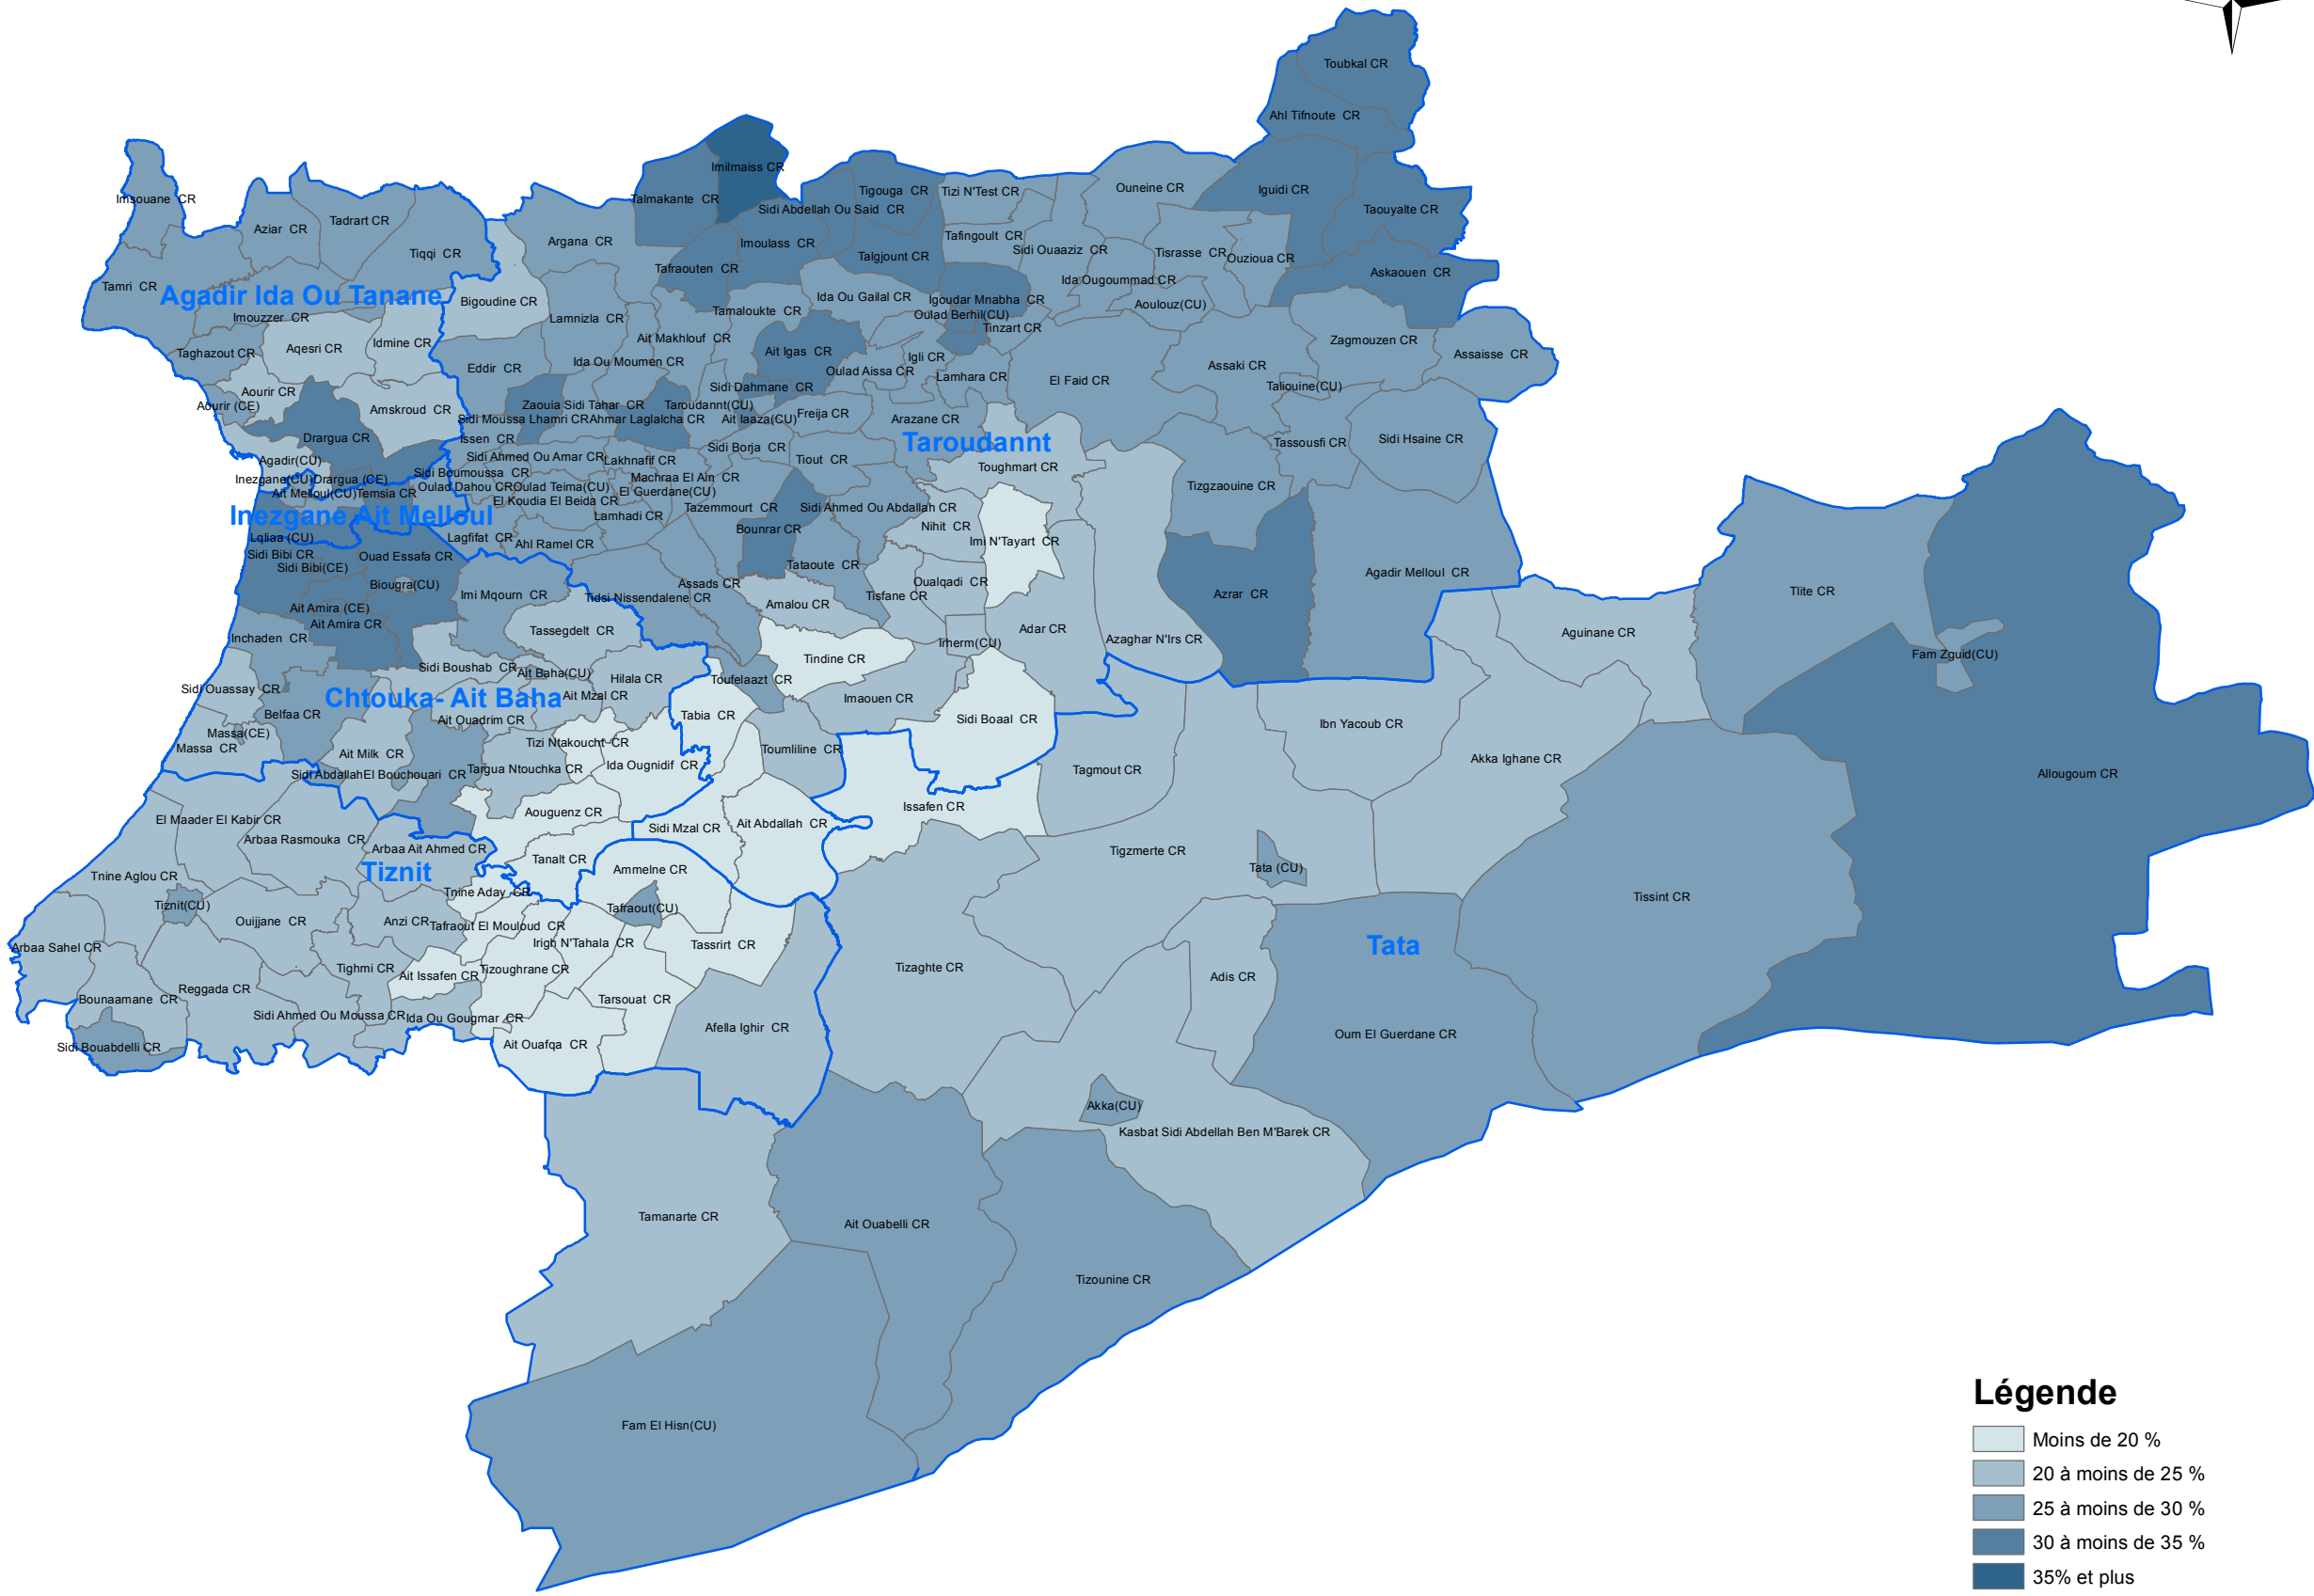 Toubkal CR
Ahl Tifnoute CR
Imilmaiss CR
Talmakante CR
Tigouga CR
Tizi N'Test CR
Ouneine CR
Iguidi CR
Imsouane CR
Sidi Abdellah Ou Said CR
Taouyalte CR
Aziar CR
Tadrart CR
Tiqqi CR
Argana CR
Imoulass CR
Talgjount CR
Tafingoult CR
Sidi Ouaaziz CR
Tisrasse CR
Ouzioua CR
Tafraouten CR
Askaouen CR
Tamri CR
Agadir Ida Ou Tanane
Bigoudine CR
Ida Ou Gailal CR
Igoudar Mnabha CR
Ida Ougoummad CR
Aoulouz(CU)
Imouzzer CR
Lamnizla CR
Tamaloukte CR
Oulad Berhil(CU)
Tinzart CR
Taghazout CR
Aqesri CR
Idmine CR
Ait Makhlouf CR
Ait Igas CR
Zagmouzen CR
Assaisse CR
Eddir CR
Ida Ou Moumen CR
Igli CR
Oulad Aissa CR
Lamhara CR
El Faid CR
Assaki CR
Taliouine(CU)
Aourir CR
Aourir (CE)
Amskroud CR
Sidi Dahmane CR
Zaouia Sidi Tahar CR
Taroudannt(CU)
Sidi Moussa Lhamri CR
Ahmar Laglalcha CR
Ait Iaaza(CU)
Freija CR
Arazane CR
Drargua CR
Issen CR
Taroudannt
Tassousfi CR
Sidi Hsaine CR
Agadir(CU)
Sidi Ahmed Ou Amar CR
Lakhnafif CR
Sidi Borja CR
Tiout CR
Toughmart CR
Inezgane(CU)
Drargua (CE)
Sidi Boumoussa CR
Machraa El Ain CR
Ait Melloul(CU)
Temsia CR
Oulad Dahou CR
Oulad Teima(CU)
El Guerdane(CU)
Tizgzaouine CR
El Koudia El Beida CR
Inezgane Ait Melloul
Lamhadi CR
Tazemmourt CR
Sidi Ahmed Ou Abdallah CR
Bounrar CR
Nihit CR
Imi N'Tayart CR
Lqliaa (CU)
Lagfifat CR
Ahl Ramel CR
Sidi Bibi CR
Ouad Essafa CR
Sidi Bibi(CE)
Tataoute CR
Agadir Melloul CR
Biougra(CU)
Assads CR
Oualqadi CR
Imi Mqourn CR
Tidsi Nissendalene CR
Tisfane CR
Azrar CR
Tlite CR
Ait Amira (CE)
Amalou CR
Ait Amira CR
Inchaden CR
Tassegdelt CR
Irherm(CU)
Adar CR
Azaghar N'Irs CR
Aguinane CR
Tindine CR
Fam Zguid(CU)
Sidi Boushab CR
Ait Baha(CU)
Hilala CR
Toufelaazt CR
Sidi Ouassay CR
Chtouka- Ait Baha
Ait Mzal CR
Imaouen CR
Belfaa CR
Ait Ouadrim CR
Tabia CR
Sidi Boaal CR
Ibn Yacoub CR
Massa(CE)
Massa CR
Ait Milk CR
Tizi Ntakoucht CR
Toumliline CR
Akka Ighane CR
Sidi Abdallah El Bouchouari CR
Targua Ntouchka CR
Ida Ougnidif CR
Tagmout CR
Allougoum CR
El Maader El Kabir CR
Aouguenz CR
Issafen CR
Arbaa Rasmouka CR
Sidi Mzal CR
Ait Abdallah CR
Arbaa Ait Ahmed CR
Tanalt CR
Tigzmerte CR
Tiznit
Tnine Aglou CR
Ammelne CR
Tata (CU)
Tnine Aday CR
Tiznit(CU)
Tafraout(CU)
Tissint CR
Ouijjane CR
Anzi CR
Tafraout El Mouloud CR
Arbaa Sahel CR
Irigh N'Tahala CR
Tassrirt CR
Tata
Tighmi CR
Ait Issafen CR
Tizoughrane CR
Tizaghte CR
Adis CR
Bounaamane CR
Reggada CR
Tarsouat CR
Sidi Ahmed Ou Moussa CR
Ida Ou Gougmar CR
Afella Ighir CR
Sidi Bouabdelli CR
Ait Ouafqa CR
Oum El Guerdane CR
Akka(CU)
Kasbat Sidi Abdellah Ben M'Barek CR
Tamanarte CR
Ait Ouabelli CR
Tizounine CR
Fam El Hisn(CU)
Légende
Moins de 20 %
20 à moins de 25 %
25 à moins de 30 %
30 à moins de 35 %
35% et plus